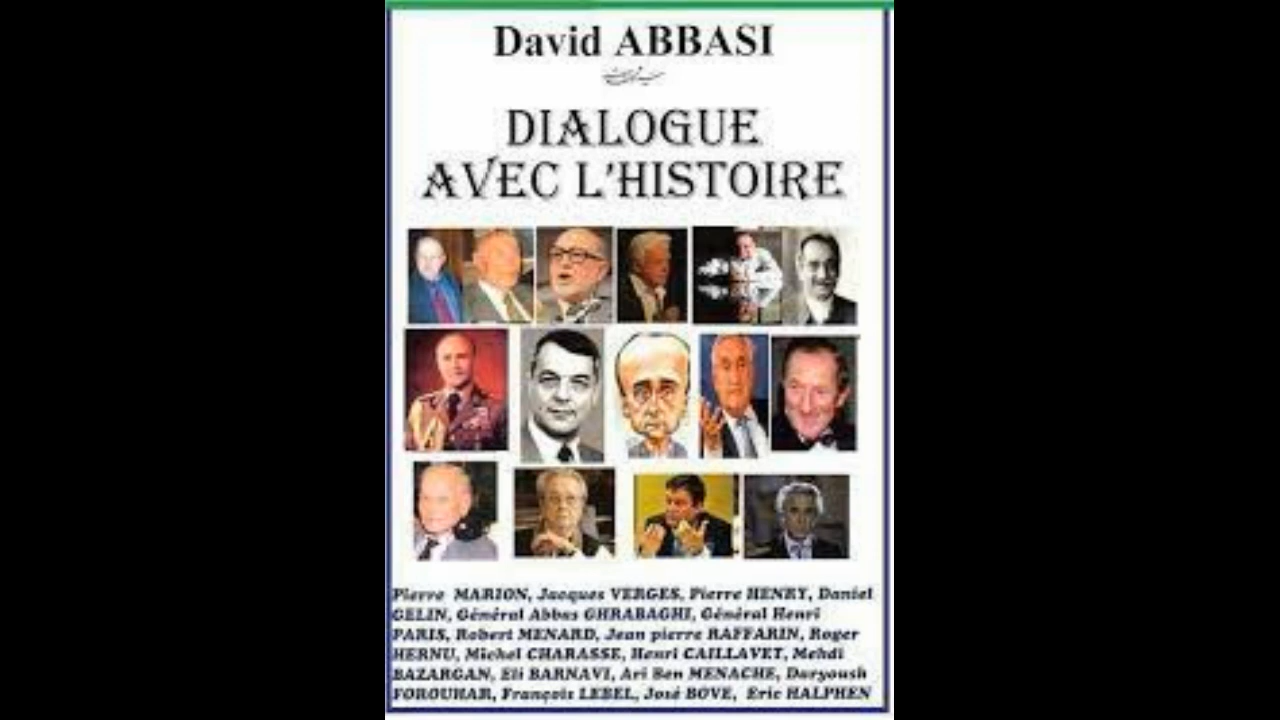 David ABBASI
DIALOGUE
AVEC L'HISTOIRE
Pierre MARION, Jacques VERGES, Pierre HENRY, Daniel
GELIN, Général Abbas GHRABAGHI, Général Henri
PARIS, Robert MENARD, Jean pierre RAFFARIN, Roger
HERNU, Michel CHARASSE, Henri CAILLAVET, Mehdi
BAZARGAN, Eli BARNAVI, Ari Ben MENACHE, Daryoush
FOROUHAR, François LEBEL, José BOVE, Eric HALPHEN